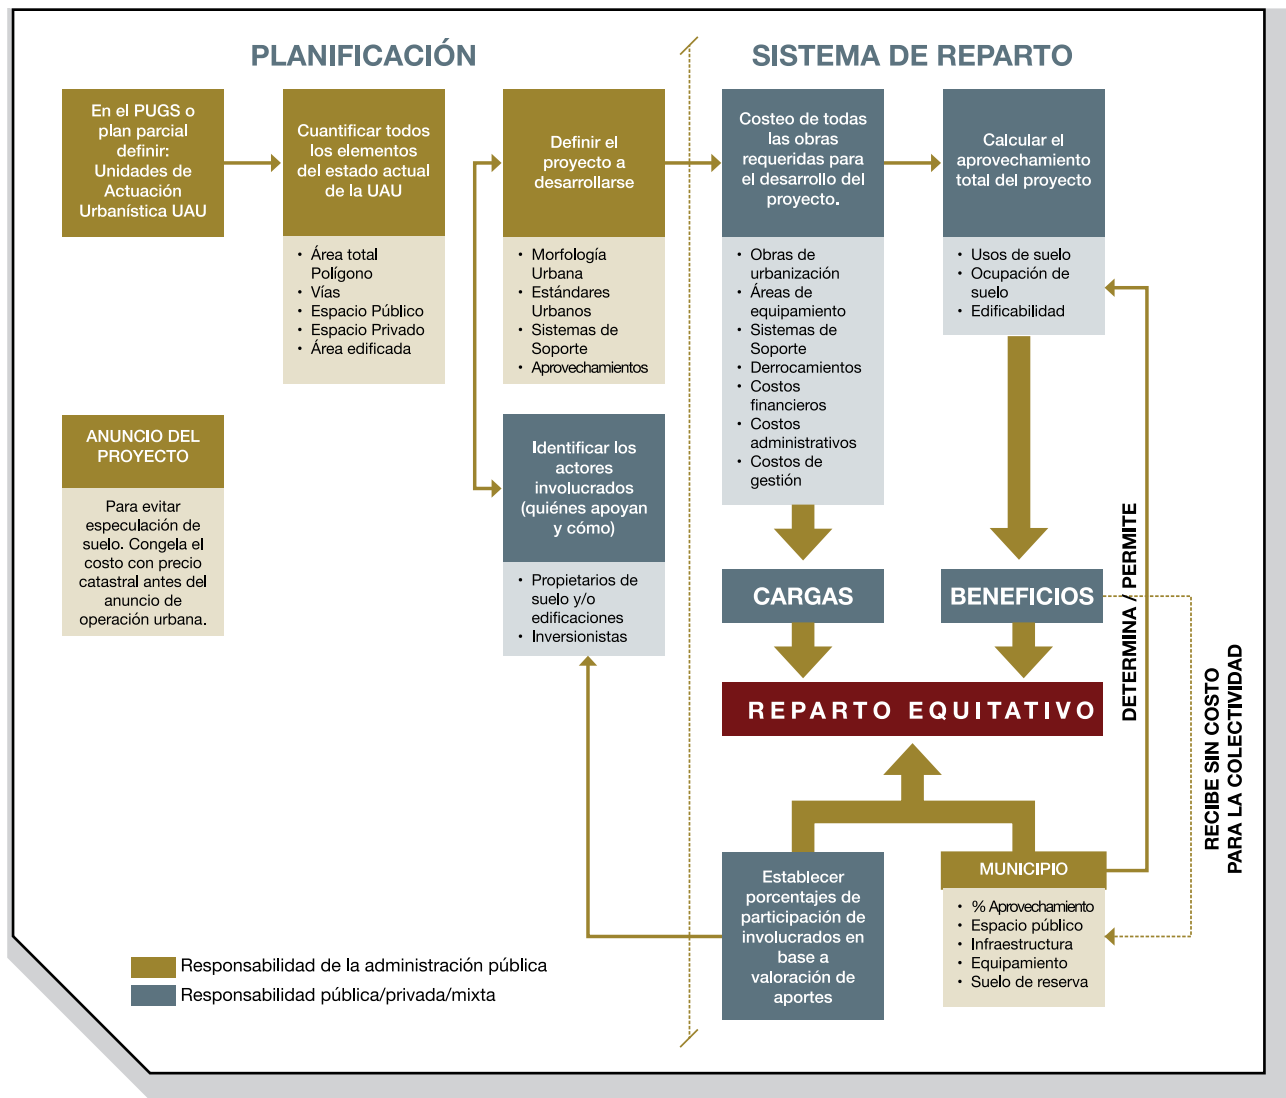 PLANIFICACIÓN
En el PUGS o
plan parcial
definir:
Unidades de
Actuación
Urbanística UAU
Cuantificar todos
los elementos
del estado actual
de la UAU
• Área total
Polígono
• Vías
• Espacio Público
• Espacio Privado
• Área edificada
Definir el
proyecto a
desarrollarse
• Morfología
Urbana
• Estándares
Urbanos
• Sistemas de
Soporte
• Aprovechamientos
ANUNCIO DEL
PROYECTO
Para evitar
especulación de
suelo. Congela el
costo con precio
catastral antes del
anuncio de
operación urbana.
Identificar los
actores
involucrados
(quiénes apoyan
y cómo)
• Propietarios de
suelo y/o
edificaciones
• Inversionistas
SISTEMA DE REPARTO
Costeo de todas
las obras
requeridas para
el desarrollo del
proyecto.
• Obras de
urbanización
• Áreas de
equipamiento
• Sistemas de
Soporte
• Derrocamientos
• Costos
financieros
• Costos
administrativos
• Costos de
gestión
Calcular el
aprovechamiento
total del proyecto
• Usos de suelo
• Ocupación de
suelo
• Edificabilidad
CARGAS
BENEFICIOS
REPARTO EQUITATIVO
DETERMINA / PERMITE
RECIBE SIN COSTO
PARA LA COLECTIVIDAD
Establecer
porcentajes de
participación de
involucrados en
base a
valoración de
aportes
MUNICIPIO
• % Aprovechamiento
• Espacio público
• Infraestructura
• Equipamiento
• Suelo de reserva
Responsabilidad de la administración pública
Responsabilidad pública/privada/mixta